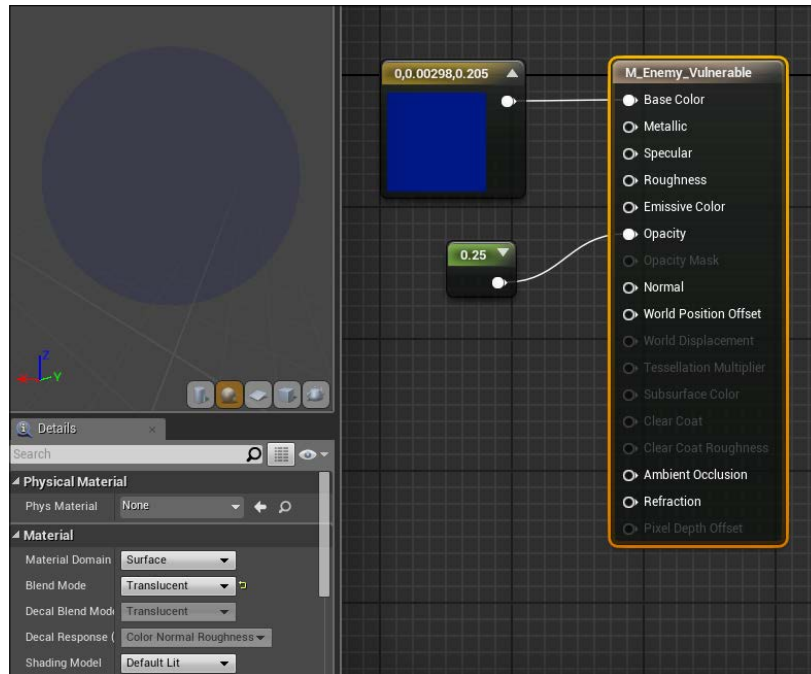 0,0.00298,0.205
0.25
M_Enemy_Vulnerable
Base Color
Metallic
Specular
Roughness
Emissive Color
Opacity
Opacity Mask
Normal
World Position Offset
World Displacement
Tessellation Multiplier
Subsurface Color
Clear Coat
Clear Coat Roughness
Ambient Occlusion
Refraction
Pixel Depth Offset
Z
Y
Details
Search
Physical Material
Phys Material None
Material
Material Domain Surface
Blend Mode Translucent
Decal Blend Mode Translucent
Decal Response ( Color Normal Roughness
Shading Model Default Lit